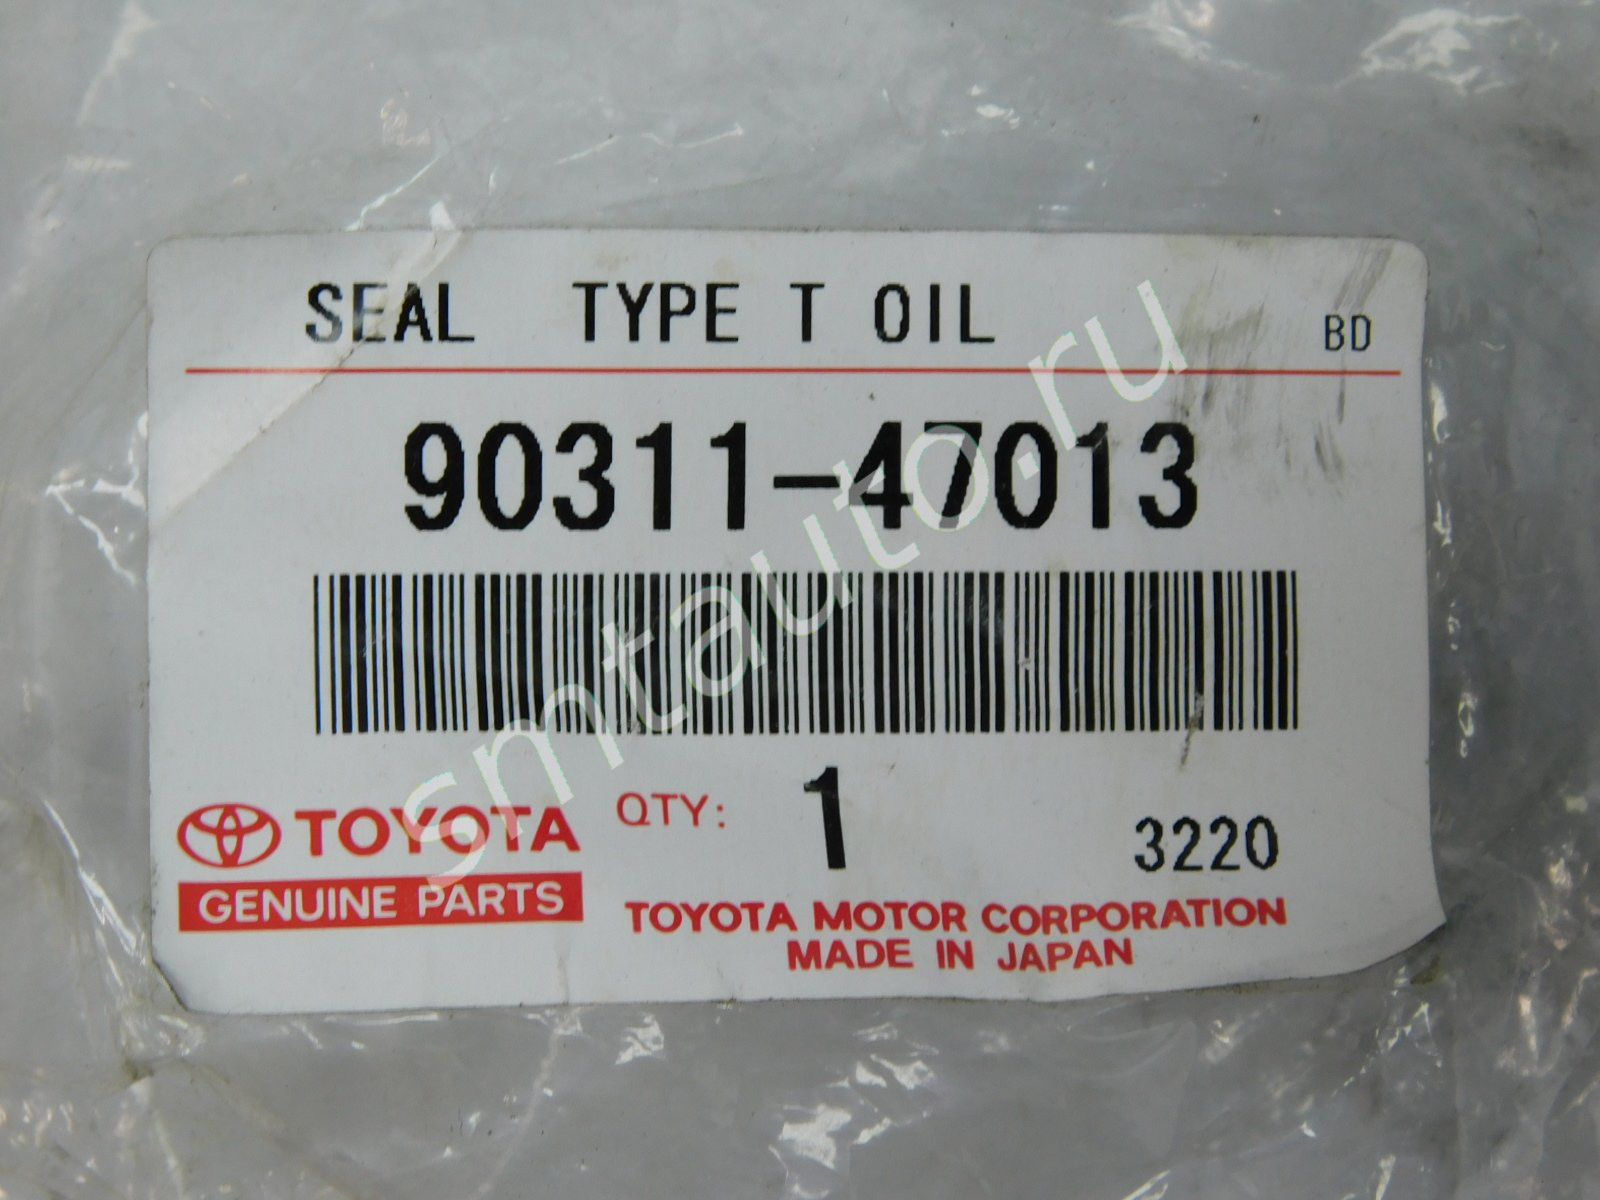 SEAL TYPE T OIL
BD
90311-47013
TOYOTA
GENUINE PARTS
QTY: 1
3220
TOYOTA MOTOR CORPORATION
MADE IN JAPAN
smtauto.ru